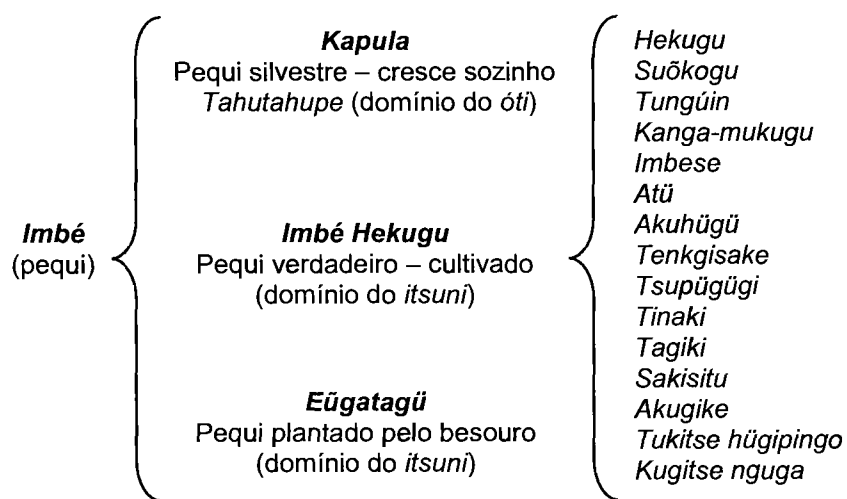 Imbé
(pequi)
Kapula
Pequi silvestre – cresce sozinho
Tahutahupe (domínio do óti)
Imbé Hekugu
Pequi verdadeiro – cultivado
(domínio do itsuni)
Eügatagü
Pequi plantado pelo besouro
(domínio do itsuni)
Hekugu
Suõkogu
Tungúin
Kanga-mukugu
Imbese
Atü
Akuhügü
Tenkgisake
Tsupügügi
Tinaki
Tagiki
Sakisitu
Akugike
Tukitse hügipingo
Kugitse nguga